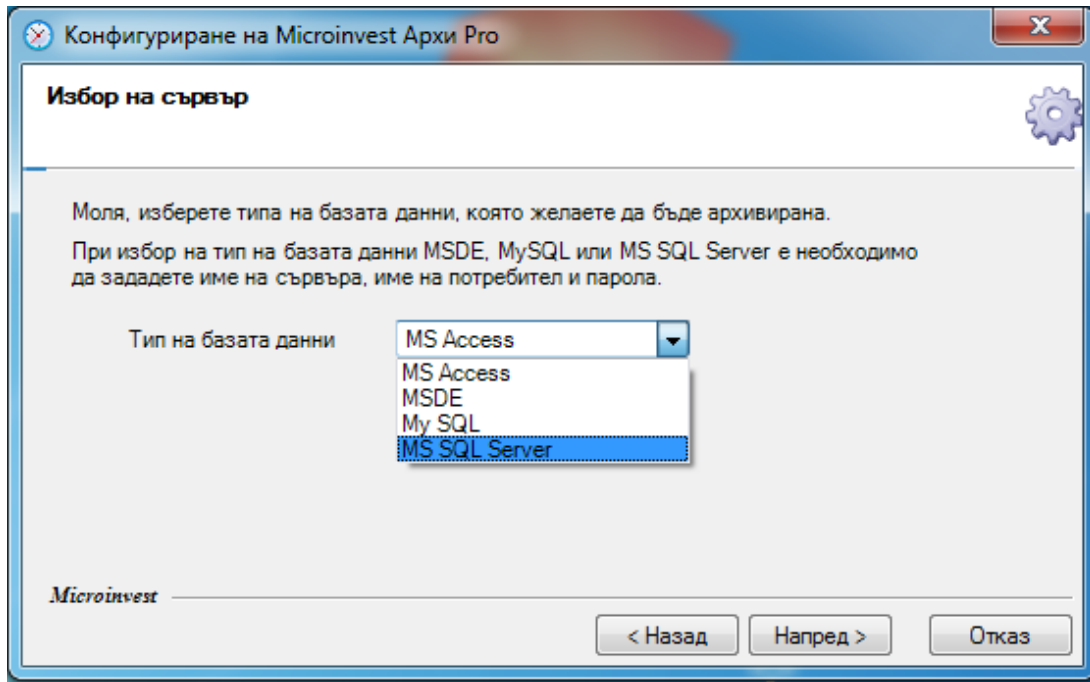 Конфигуриране на Microinvest Архи Pro
Избор на сървър
Моля, изберете типа на базата данни, която желаете да бъде архивирана.
При избор на тип на базата данни MSDE, MySQL или MS SQL Server е необходимо
да зададете име на сървъра, име на потребител и парола.
Тип на базата данни
MS Access
MS Access
MSDE
My SQL
MS SQL Server
Microinvest
< Назад
Напред >
Отказ